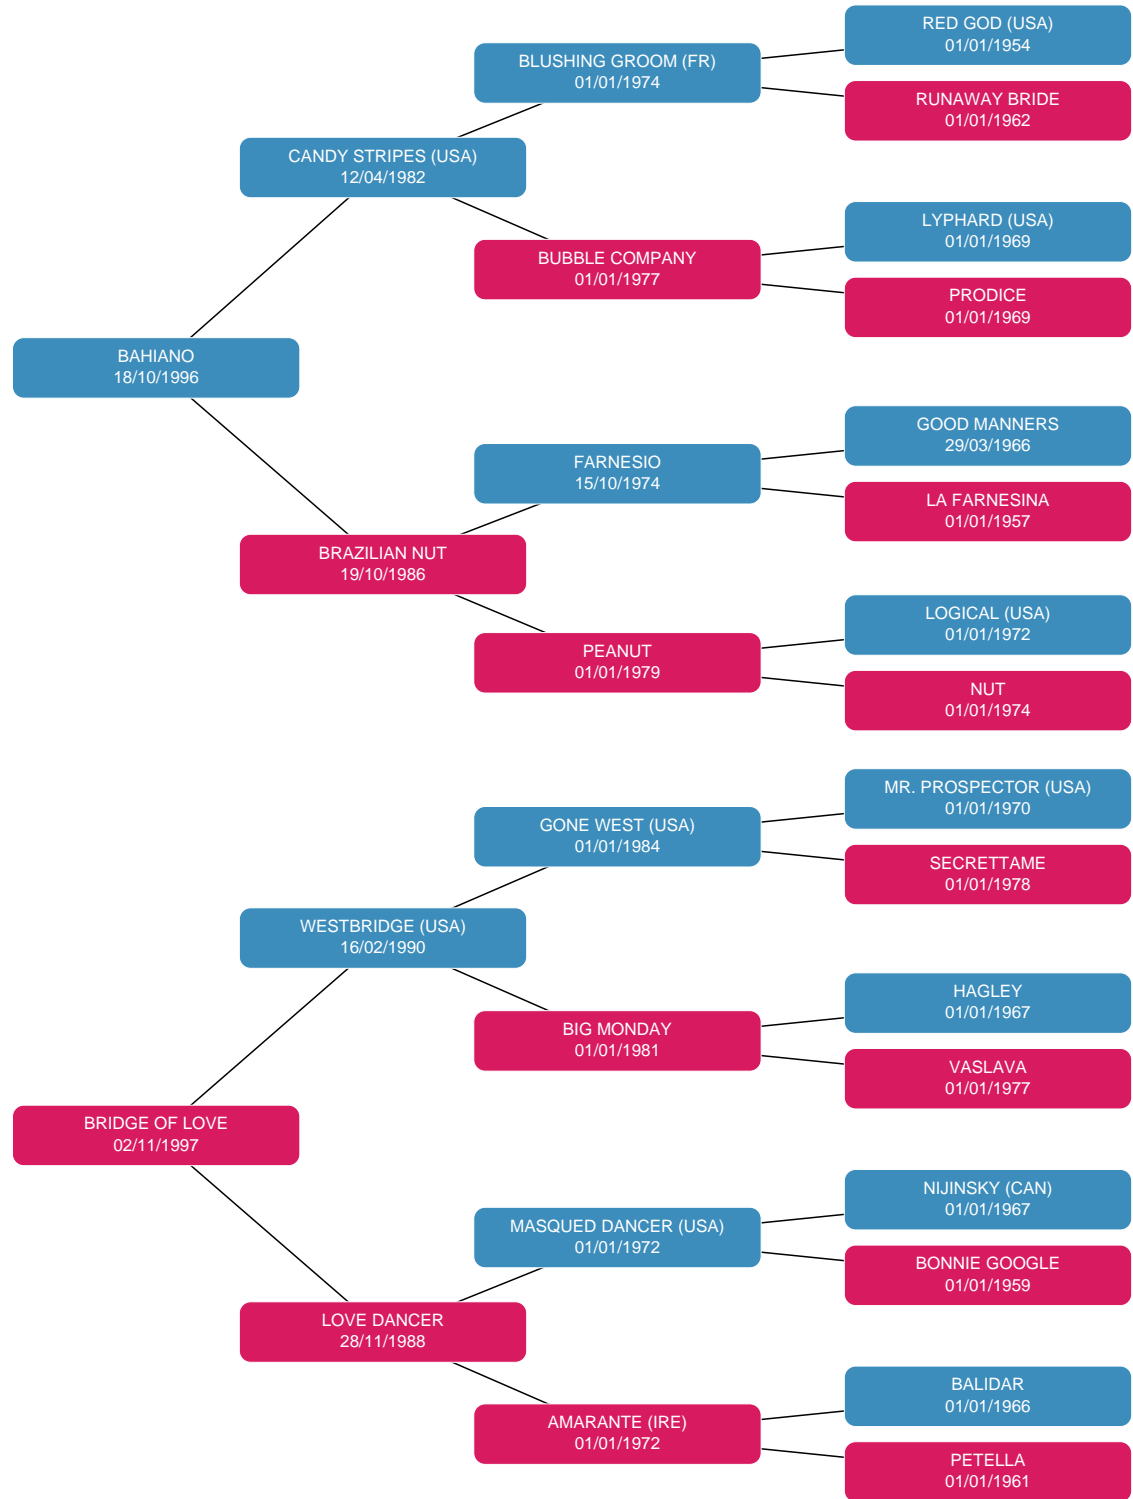 RED GOD (USA)
01/01/1954
BLUSHING GROOM (FR)
01/01/1974
RUNAWAY BRIDE
01/01/1962
CANDY STRIPES (USA)
12/04/1982
LYPHARD (USA)
01/01/1969
BUBBLE COMPANY
01/01/1977
PRODICE
01/01/1969
BAHIANO
18/10/1996
GOOD MANNERS
29/03/1966
FARNESIO
15/10/1974
LA FARNESINA
01/01/1957
BRAZILIAN NUT
19/10/1986
LOGICAL (USA)
01/01/1972
PEANUT
01/01/1979
NUT
01/01/1974
MR. PROSPECTOR (USA)
01/01/1970
GONE WEST (USA)
01/01/1984
SECRETTAME
01/01/1978
WESTBRIDGE (USA)
16/02/1990
HAGLEY
01/01/1967
BIG MONDAY
01/01/1981
VASLAVA
01/01/1977
BRIDGE OF LOVE
02/11/1997
NIJINSKY (CAN)
01/01/1967
MASQUED DANCER (USA)
01/01/1972
BONNIE GOOGLE
01/01/1959
LOVE DANCER
28/11/1988
BALIDAR
01/01/1966
AMARANTE (IRE)
01/01/1972
PETELLA
01/01/1961